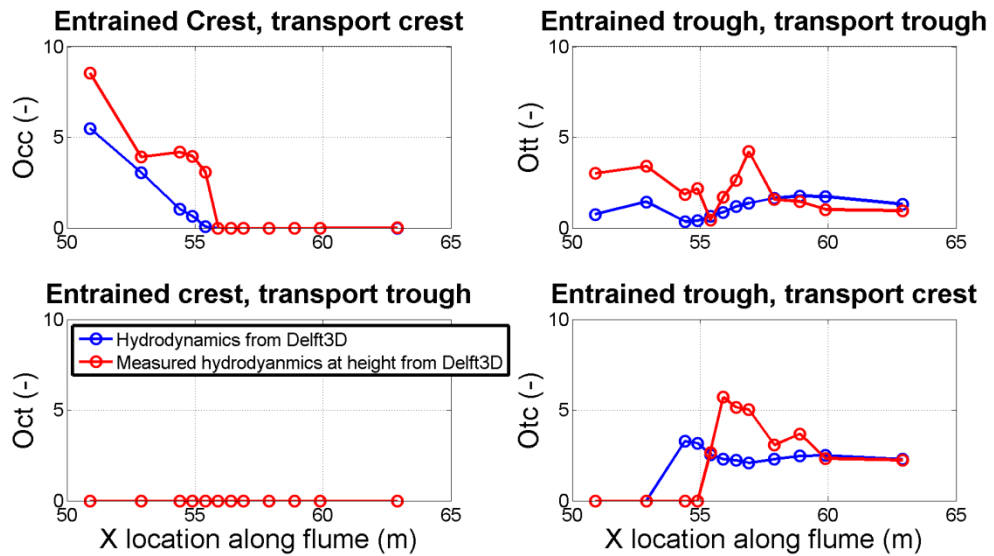 Entrained Crest, transport crest
Occ (-)
10
5
0
50 55 60 65
Entrained trough, transport trough
Ott (-)
10
5
0
50 55 60 65
Entrained crest, transport trough
Oct (-)
10
5
0
Hydrodynamics from Delft3D
Measured hydrodyanmics at height from Delft3D
50 55 60 65
X location along flume (m)
Entrained trough, transport crest
Otc (-)
10
5
0
50 55 60 65
X location along flume (m)